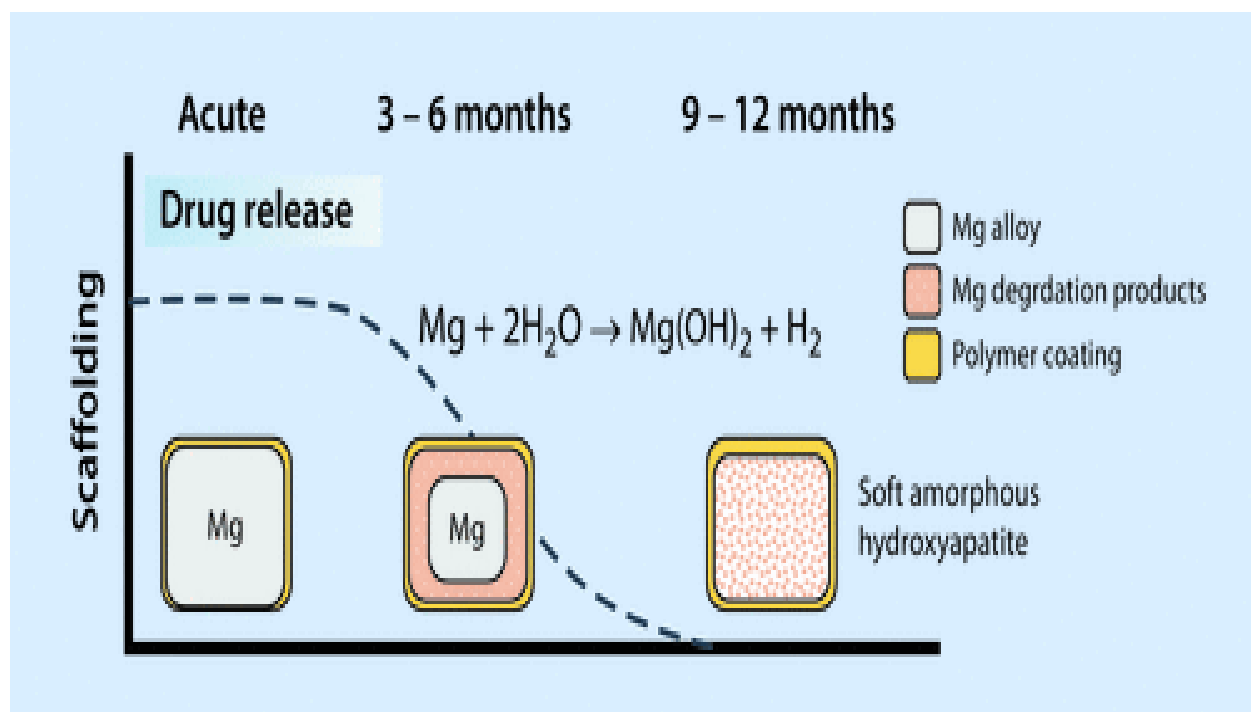 Acute
3 – 6 months
9 – 12 months
Drug release
Scaffolding
Mg + 2H₂O → Mg(OH)₂ + H₂
Mg alloy
Mg degrdation products
Polymer coating
Mg
Mg
Soft amorphous
hydroxyapatite